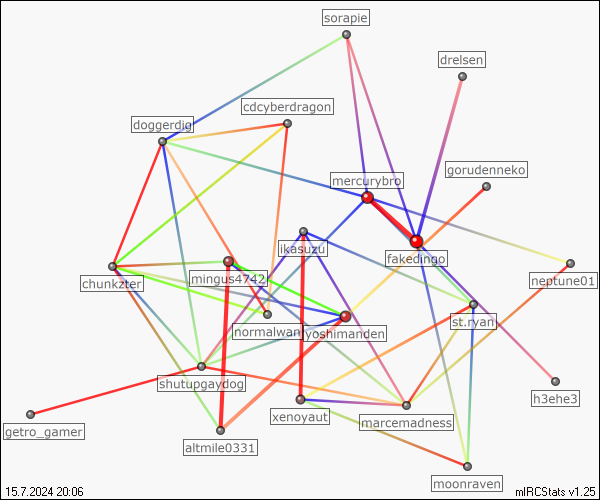 sorapie
drelsen
cdcyberdragon
doggerdig
gorudenneko
mercurybro
ikasuzu
fakedingo
chunkzter
mingus4742
neptune01
normalwan
yoshimanden
st.ryan
shutupgaydog
h3ehe3
getro_gamer
xenoyaut
marcemadness
altmile0331
moonraven
15.7.2024 20:06
mIRCStats v1.25